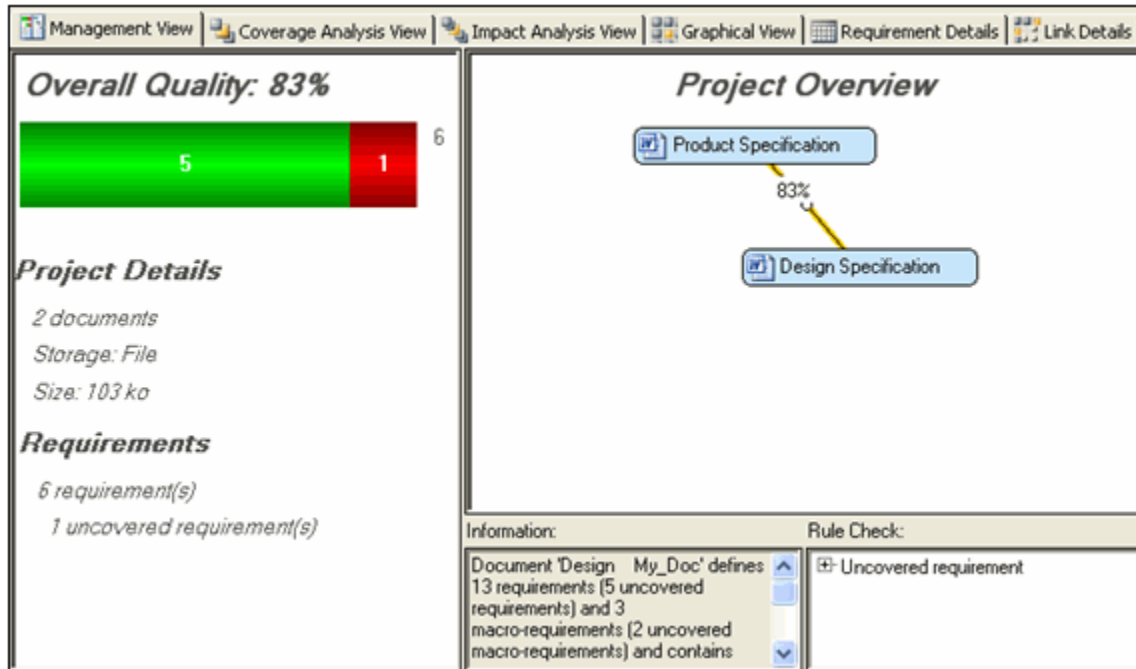 Management View Coverage Analysis View Impact Analysis View Graphical View Requirement Details Link Details
Overall Quality: 83%
5 1 6
Project Details
2 documents
Storage: File
Size: 103 ko
Requirements
6 requirement(s)
1 uncovered requirement(s)
Project Overview
Product Specification
83%
Design Specification
Information:
Document 'Design My_Doc' defines
13 requirements (5 uncovered
requirements) and 3
macro-requirements (2 uncovered
macro-requirements) and contains
Rule Check:
Uncovered requirement